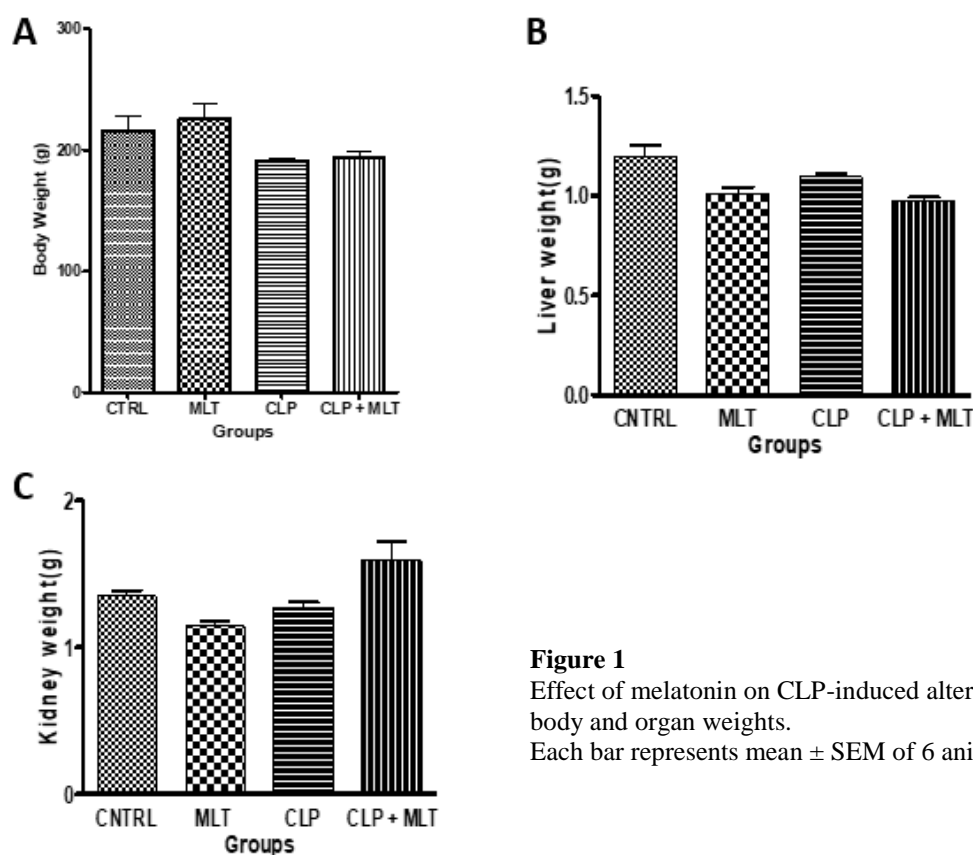 A
300
200
100
0
Body Weight (g)
CTRL MLT CLP CLP + MLT
Groups
B
1.5
1.0
0.5
0.0
Liver weight(g)
CNTRL MLT CLP CLP + MLT
Groups
C
2
1
0
Kidney weight(g)
CNTRL MLT CLP CLP + MLT
Groups
Figure 1
Effect of melatonin on CLP-induced alter
body and organ weights.
Each bar represents mean ± SEM of 6 ani